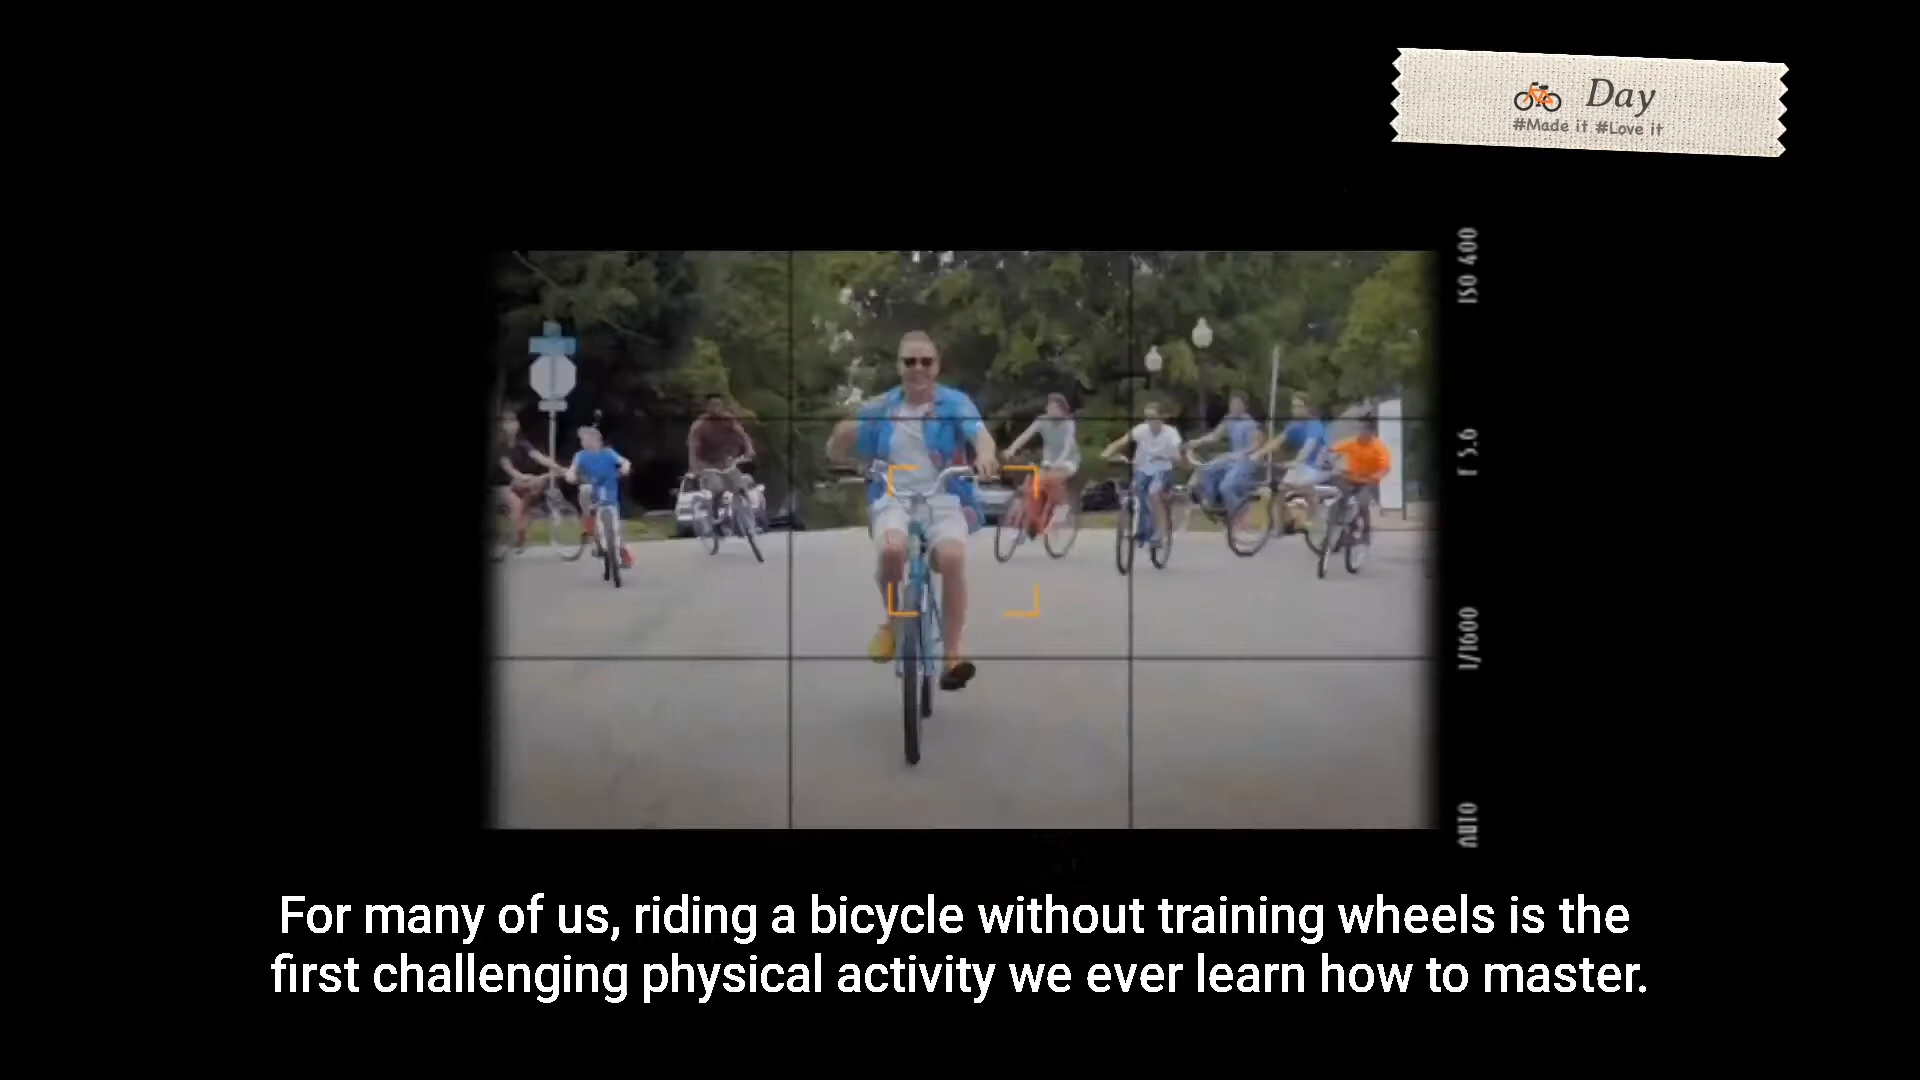 Day
#Made it #Love it
ISO 400
F 5.6
1/1600
AUTO
For many of us, riding a bicycle without training wheels is the
first challenging physical activity we ever learn how to master.